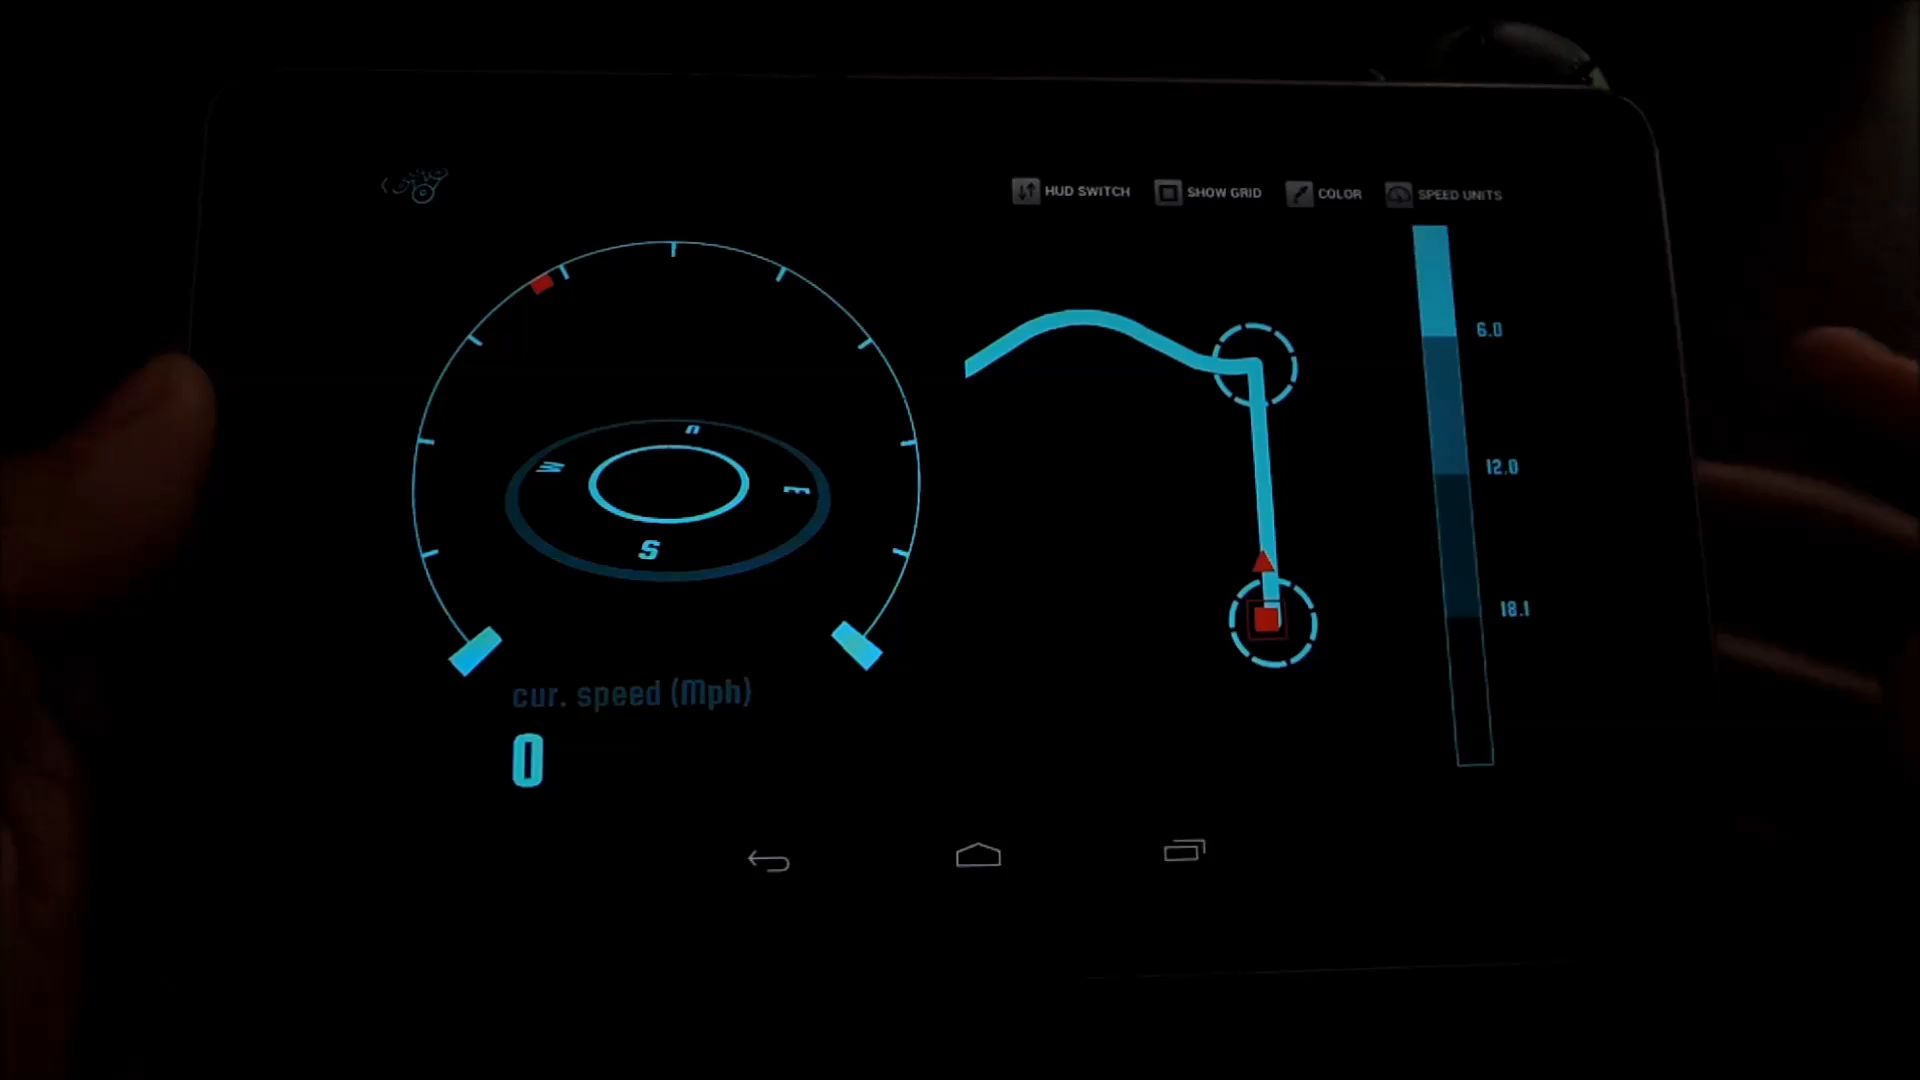 HUD SWITCH SHOW GRID COLOR SPEED UNITS
6.0
n
W
E
12.0
S
18.1
cur. speed (Mph)
0